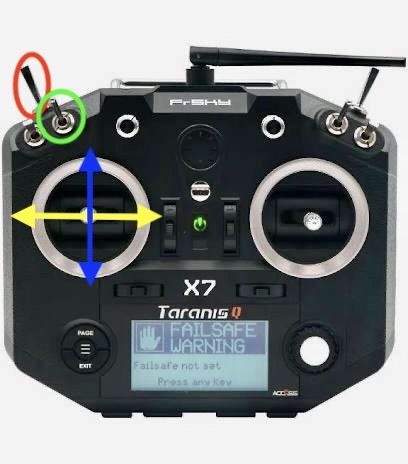 FrSKY
X7
Taranis Q
PAGE
EXIT
FAILSAFE
WARNING
Failsafe not set
Press any Key
ACCESS